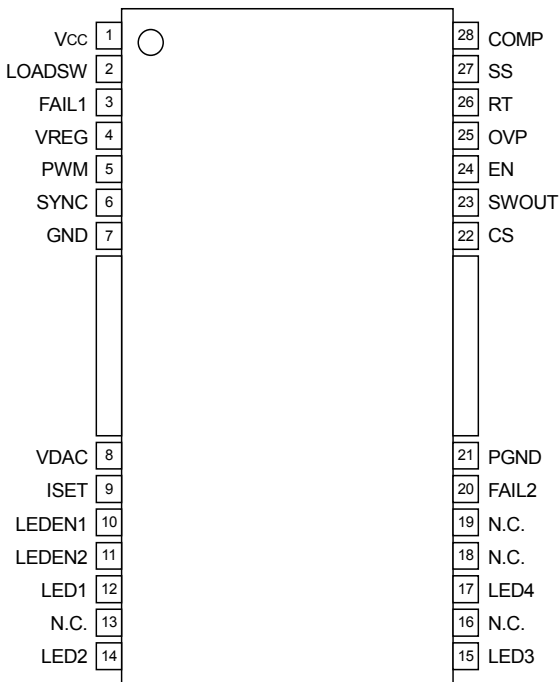 Vcc 1 28 COMP
LOADSW 2 27 SS
FAIL1 3 26 RT
VREG 4 25 OVP
PWM 5 24 EN
SYNC 6 23 SWOUT
GND 7 22 CS
VDAC 8 21 PGND
ISET 9 20 FAIL2
LEDEN1 10 19 N.C.
LEDEN2 11 18 N.C.
LED1 12 17 LED4
N.C. 13 16 N.C.
LED2 14 15 LED3